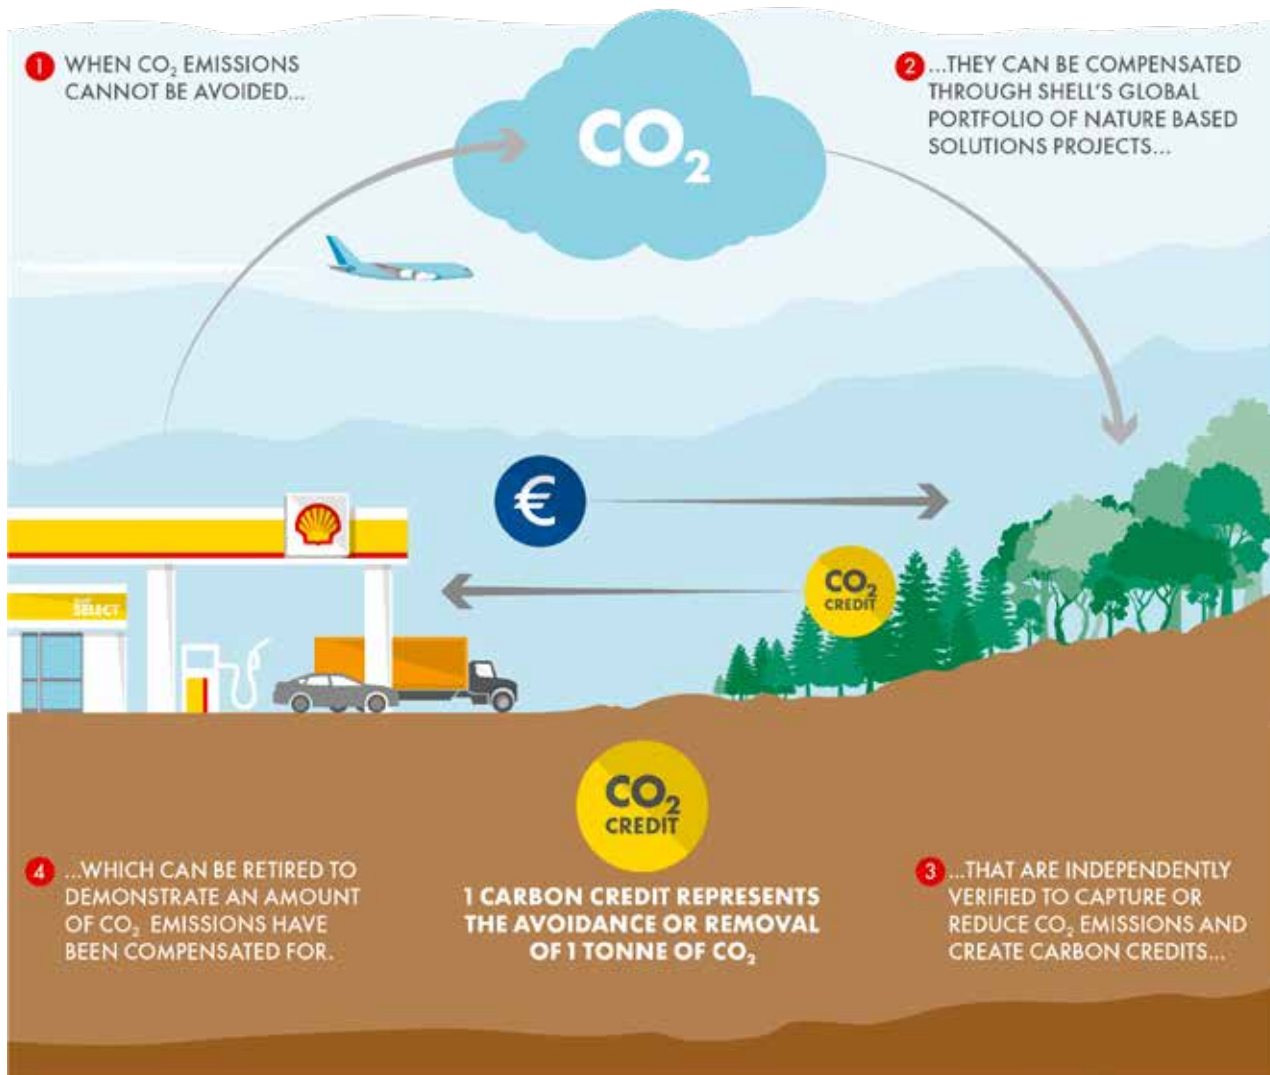 1 WHEN CO₂ EMISSIONS
CANNOT BE AVOIDED...
CO₂
2 ...THEY CAN BE COMPENSATED
THROUGH SHELL'S GLOBAL
PORTFOLIO OF NATURE BASED
SOLUTIONS PROJECTS...
€
CO₂
CREDIT
SELECT
CO₂
CREDIT
1 CARBON CREDIT REPRESENTS
THE AVOIDANCE OR REMOVAL
OF 1 TONNE OF CO₂
3 ...THAT ARE INDEPENDENTLY
VERIFIED TO CAPTURE OR
REDUCE CO₂ EMISSIONS AND
CREATE CARBON CREDITS...
4 ...WHICH CAN BE RETIRED TO
DEMONSTRATE AN AMOUNT
OF CO₂ EMISSIONS HAVE
BEEN COMPENSATED FOR.